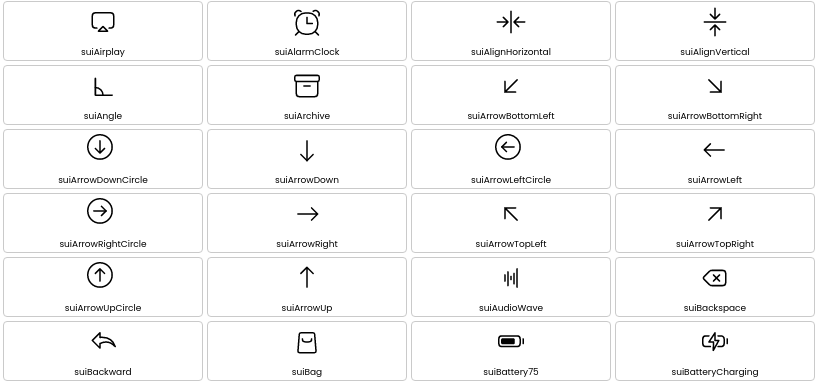 suiAirplay
suiAlarmClock
suiAlignHorizontal
suiAlignVertical
suiAngle
suiArchive
suiArrowBottomLeft
suiArrowBottomRight
suiArrowDownCircle
suiArrowDown
suiArrowLeftCircle
suiArrowLeft
suiArrowRightCircle
suiArrowRight
suiArrowTopLeft
suiArrowTopRight
suiArrowUpCircle
suiArrowUp
suiAudioWave
suiBackspace
suiBackward
suiBag
suiBattery75
suiBatteryCharging